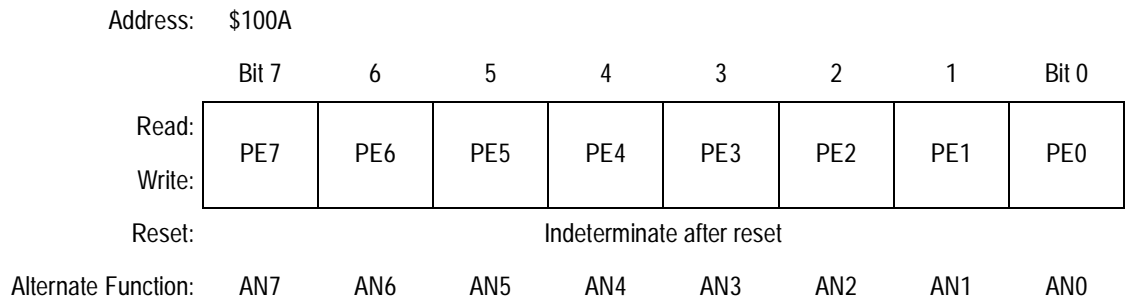 Address: $100A
Bit 7 6 5 4 3 2 1 Bit 0
Read:
PE7 PE6 PE5 PE4 PE3 PE2 PE1 PE0
Write:
Reset: Indeterminate after reset
Alternate Function: AN7 AN6 AN5 AN4 AN3 AN2 AN1 AN0